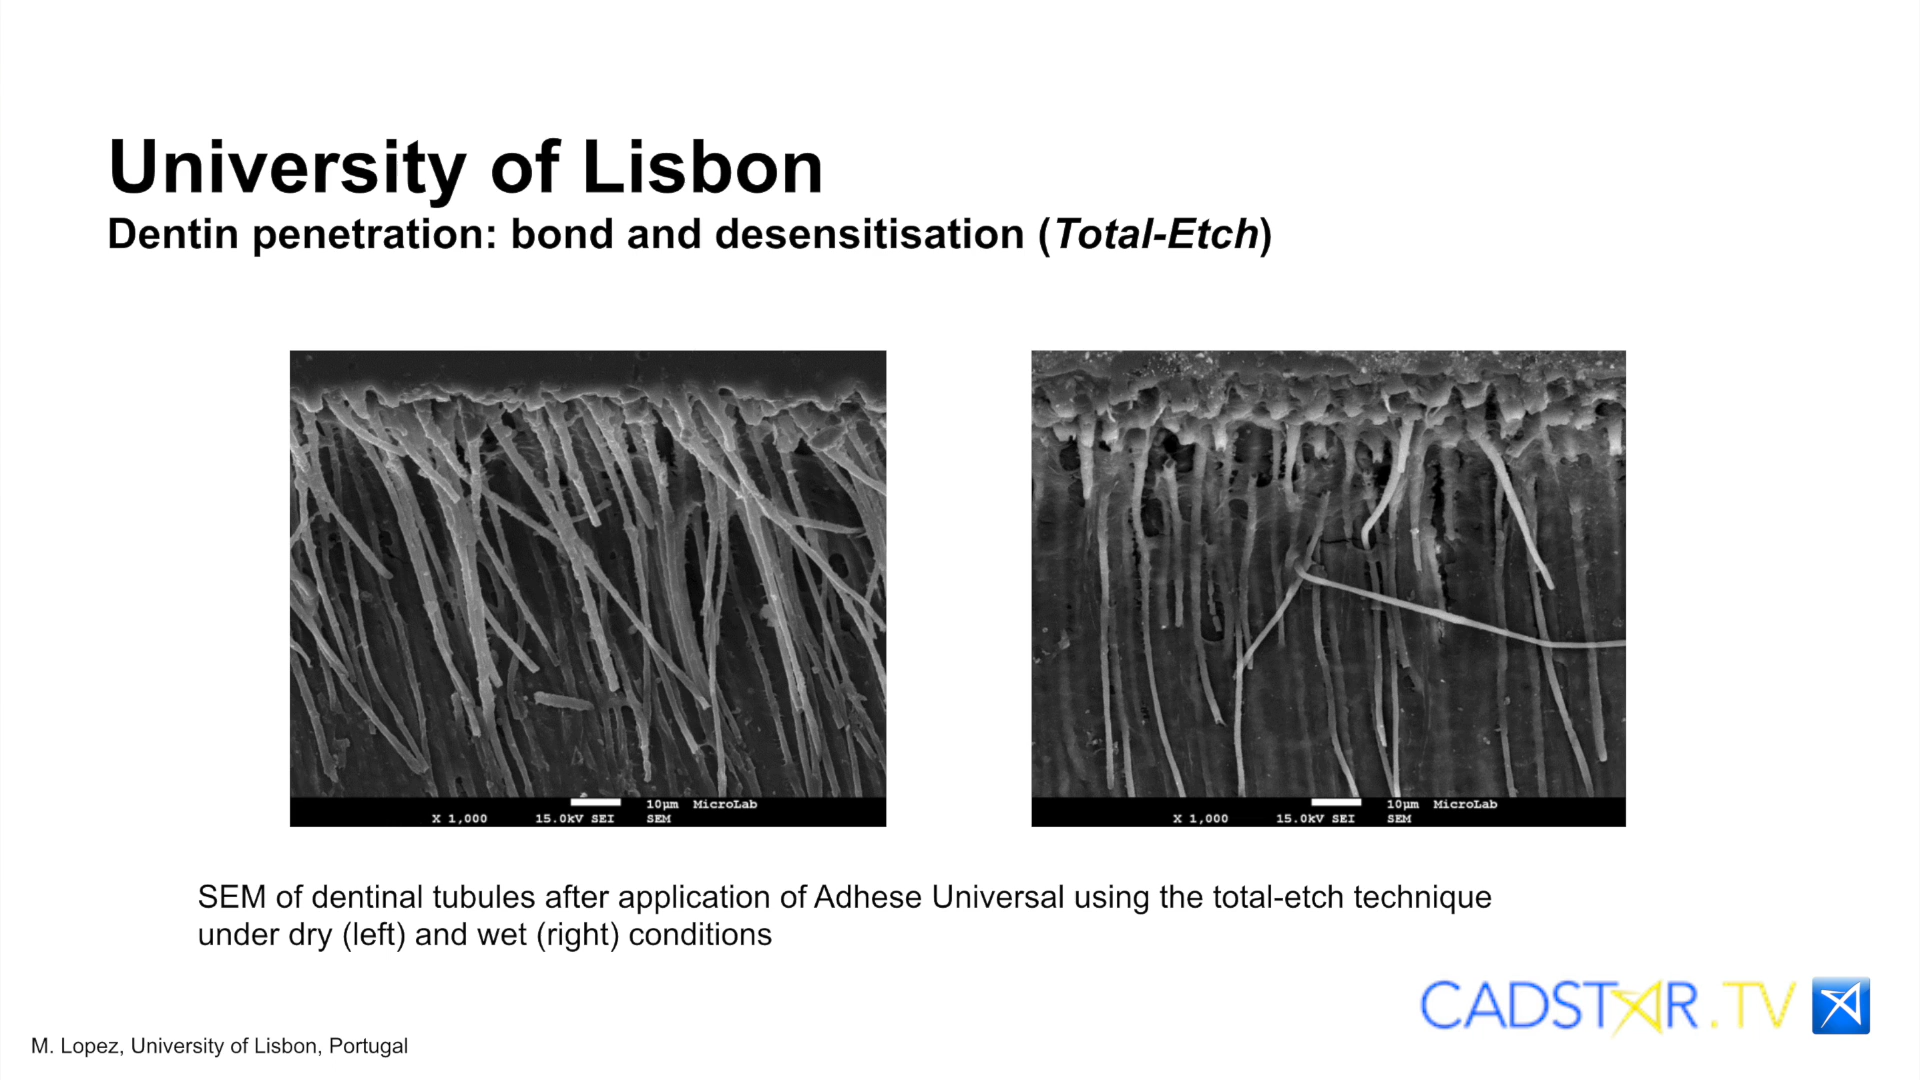 University of Lisbon
Dentin penetration: bond and desensitisation (Total-Etch)
10µm MicroLab
X 1,000 15.0kV SEI SEM
10µm MicroLab
X 1,000 15.0kV SEI SEM
SEM of dentinal tubules after application of Adhese Universal using the total-etch technique
under dry (left) and wet (right) conditions
CADSTAR.TV
M. Lopez, University of Lisbon, Portugal